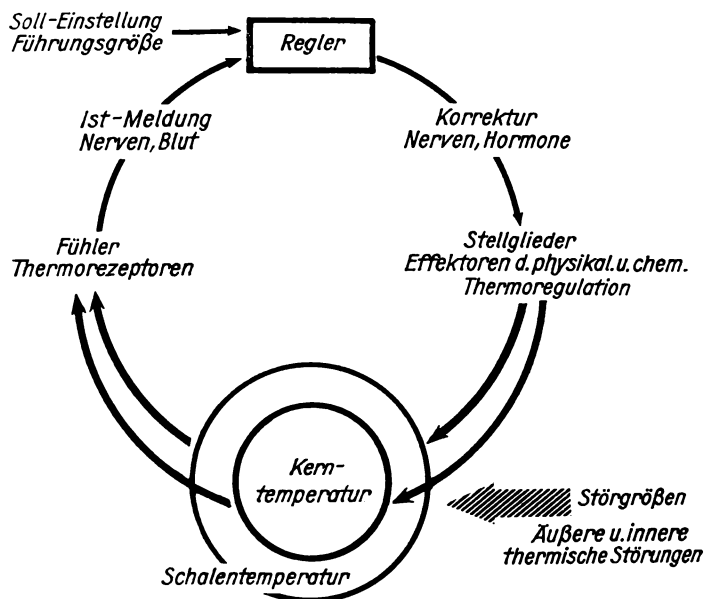 Soll-Einstellung
Führungsgröße
Regler
Ist-Meldung
Nerven, Blut
Korrektur
Nerven, Hormone
Fühler
Thermorezeptoren
Stellglieder
Effektoren d. physikal. u. chem.
Thermoregulation
Kern-
temperatur
Schalentemperatur
Störgrößen
Äußere u. innere
thermische Störungen